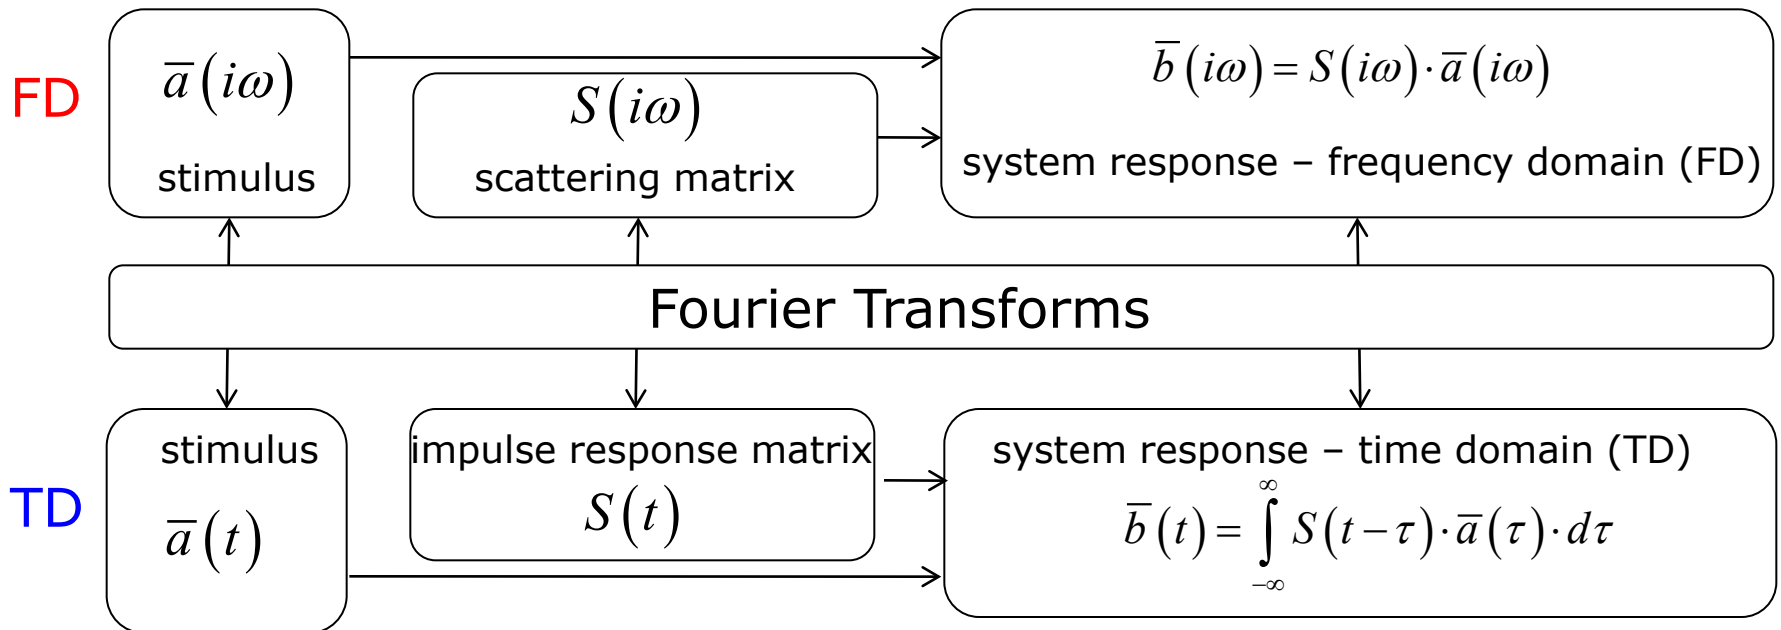 FD
a̅(iω)
stimulus
S(iω)
scattering matrix
b̅(iω) = S(iω)·a̅(iω)
system response – frequency domain (FD)
Fourier Transforms
TD
stimulus
a̅(t)
impulse response matrix
S(t)
system response – time domain (TD)
b̅(t) = ∫_{-∞}^{∞} S(t−τ)·a̅(τ)·dτ